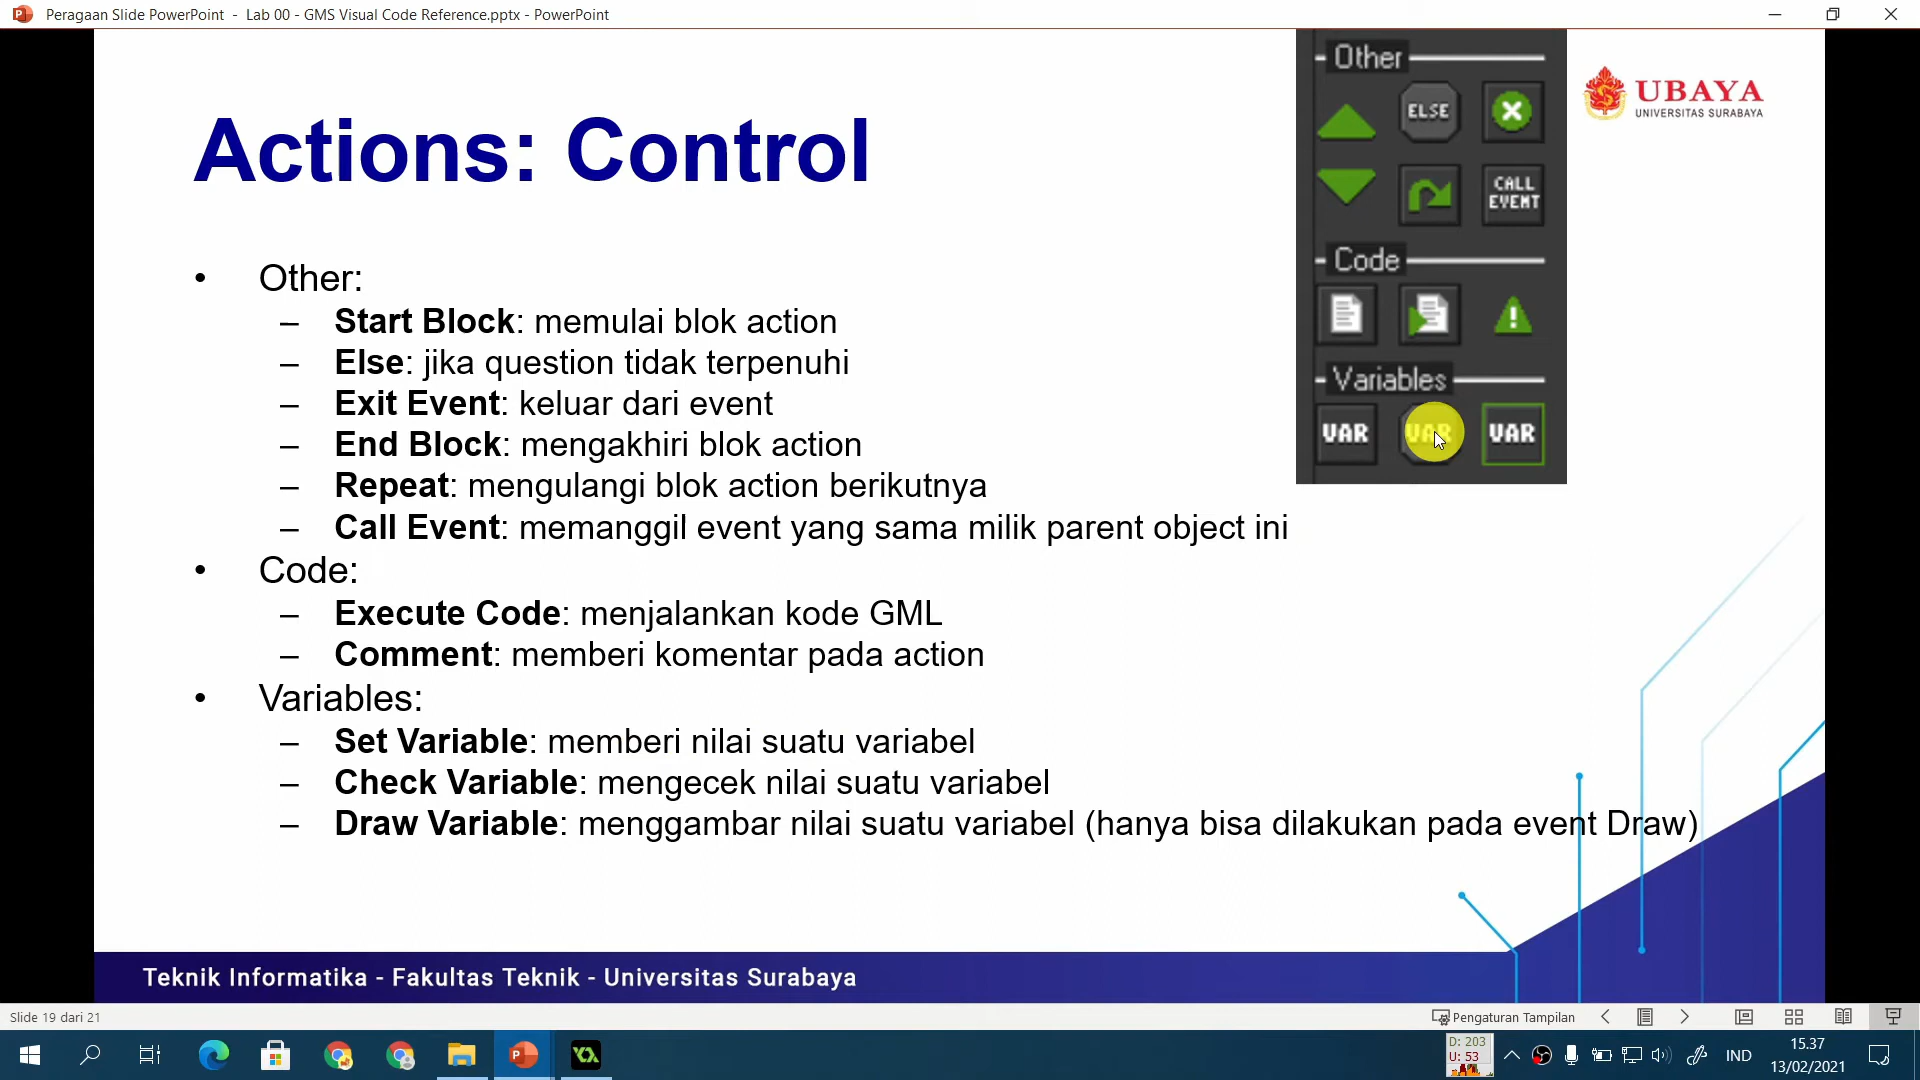 Peragaan Slide PowerPoint - Lab 00 - GMS Visual Code Reference.pptx - PowerPoint
Other
ELSE
CALL
EVENT
Code
Variables
VAR VAR VAR
UBAYA
UNIVERSITAS SURABAYA
Actions: Control
• Other:
– Start Block: memulai blok action
– Else: jika question tidak terpenuhi
– Exit Event: keluar dari event
– End Block: mengakhiri blok action
– Repeat: mengulangi blok action berikutnya
– Call Event: memanggil event yang sama milik parent object ini
• Code:
– Execute Code: menjalankan kode GML
– Comment: memberi komentar pada action
• Variables:
– Set Variable: memberi nilai suatu variabel
– Check Variable: mengecek nilai suatu variabel
– Draw Variable: menggambar nilai suatu variabel (hanya bisa dilakukan pada event Draw)
Teknik Informatika - Fakultas Teknik - Universitas Surabaya
Slide 19 dari 21
Pengaturan Tampilan
D: 203
U: 53
IND
15.37
13/02/2021